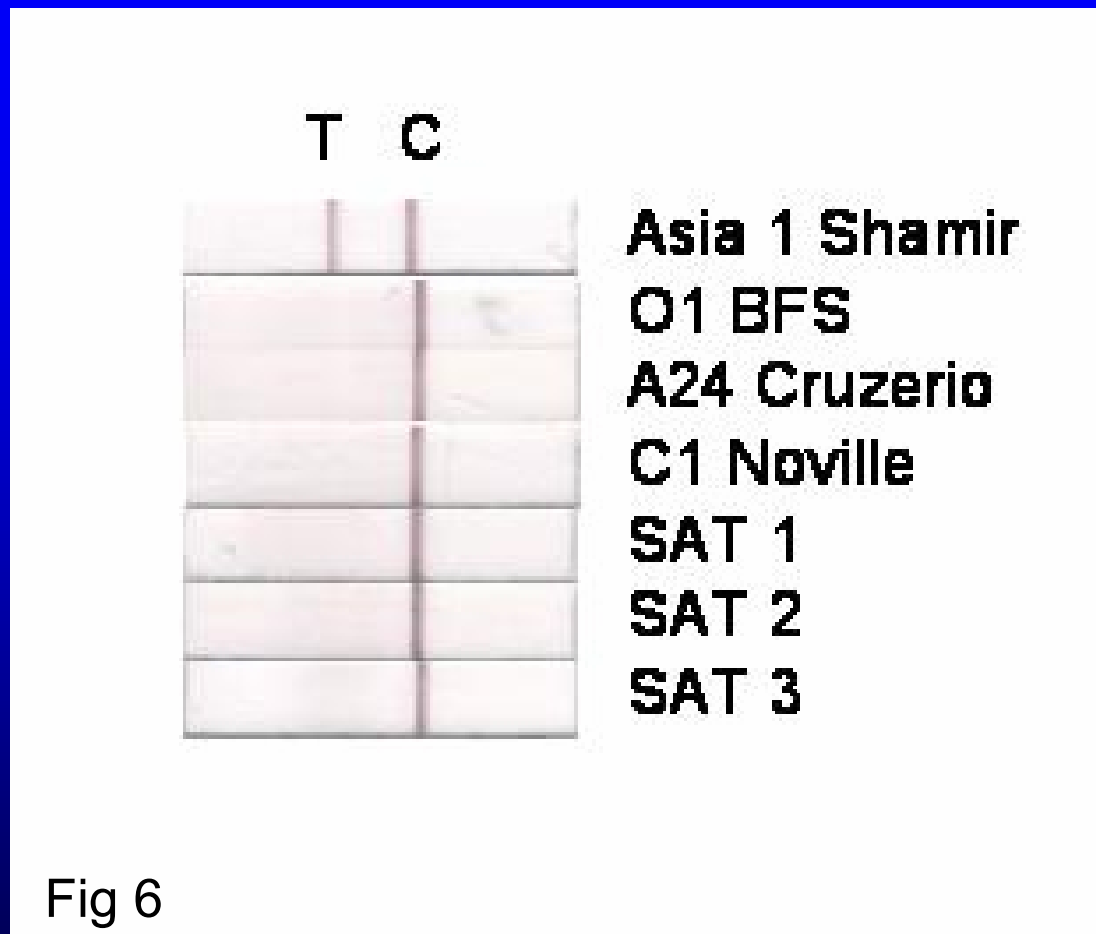 T C
Asia 1 Shamir
O1 BFS
A24 Cruzerio
C1 Noville
SAT 1
SAT 2
SAT 3
Fig 6